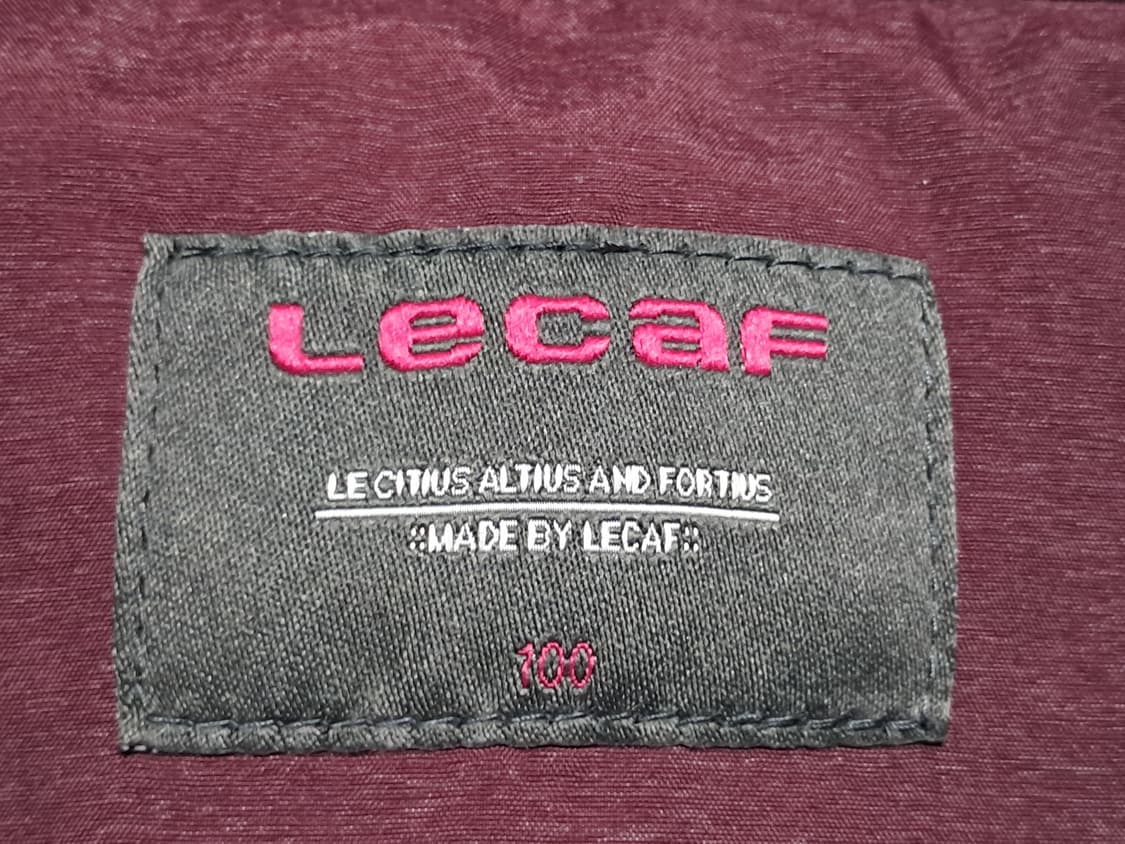 Lecaf
LE CITIUS ALTIUS AND FORTIUS
::MADE BY LECAF::
100